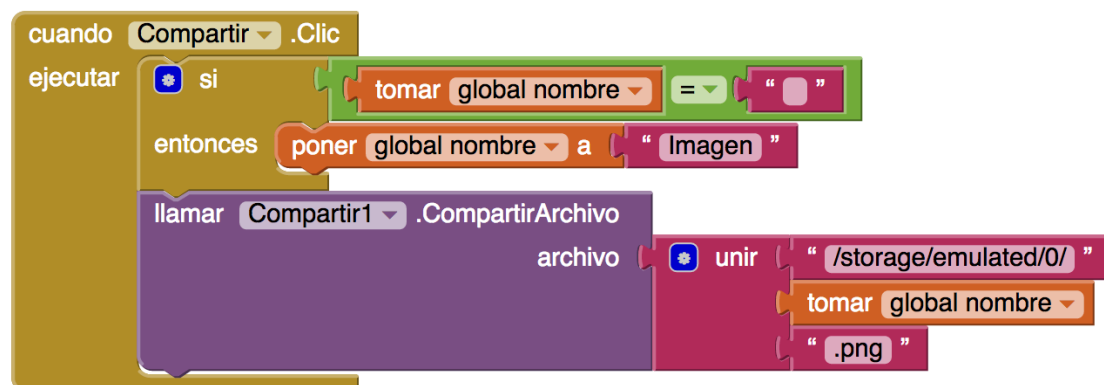 cuando Compartir .Clic
ejecutar si tomar global nombre = “ ”
entonces poner global nombre a “ Imagen ”
llamar Compartir1 .CompartirArchivo
archivo unir “ /storage/emulated/0/ ”
tomar global nombre
“ .png ”